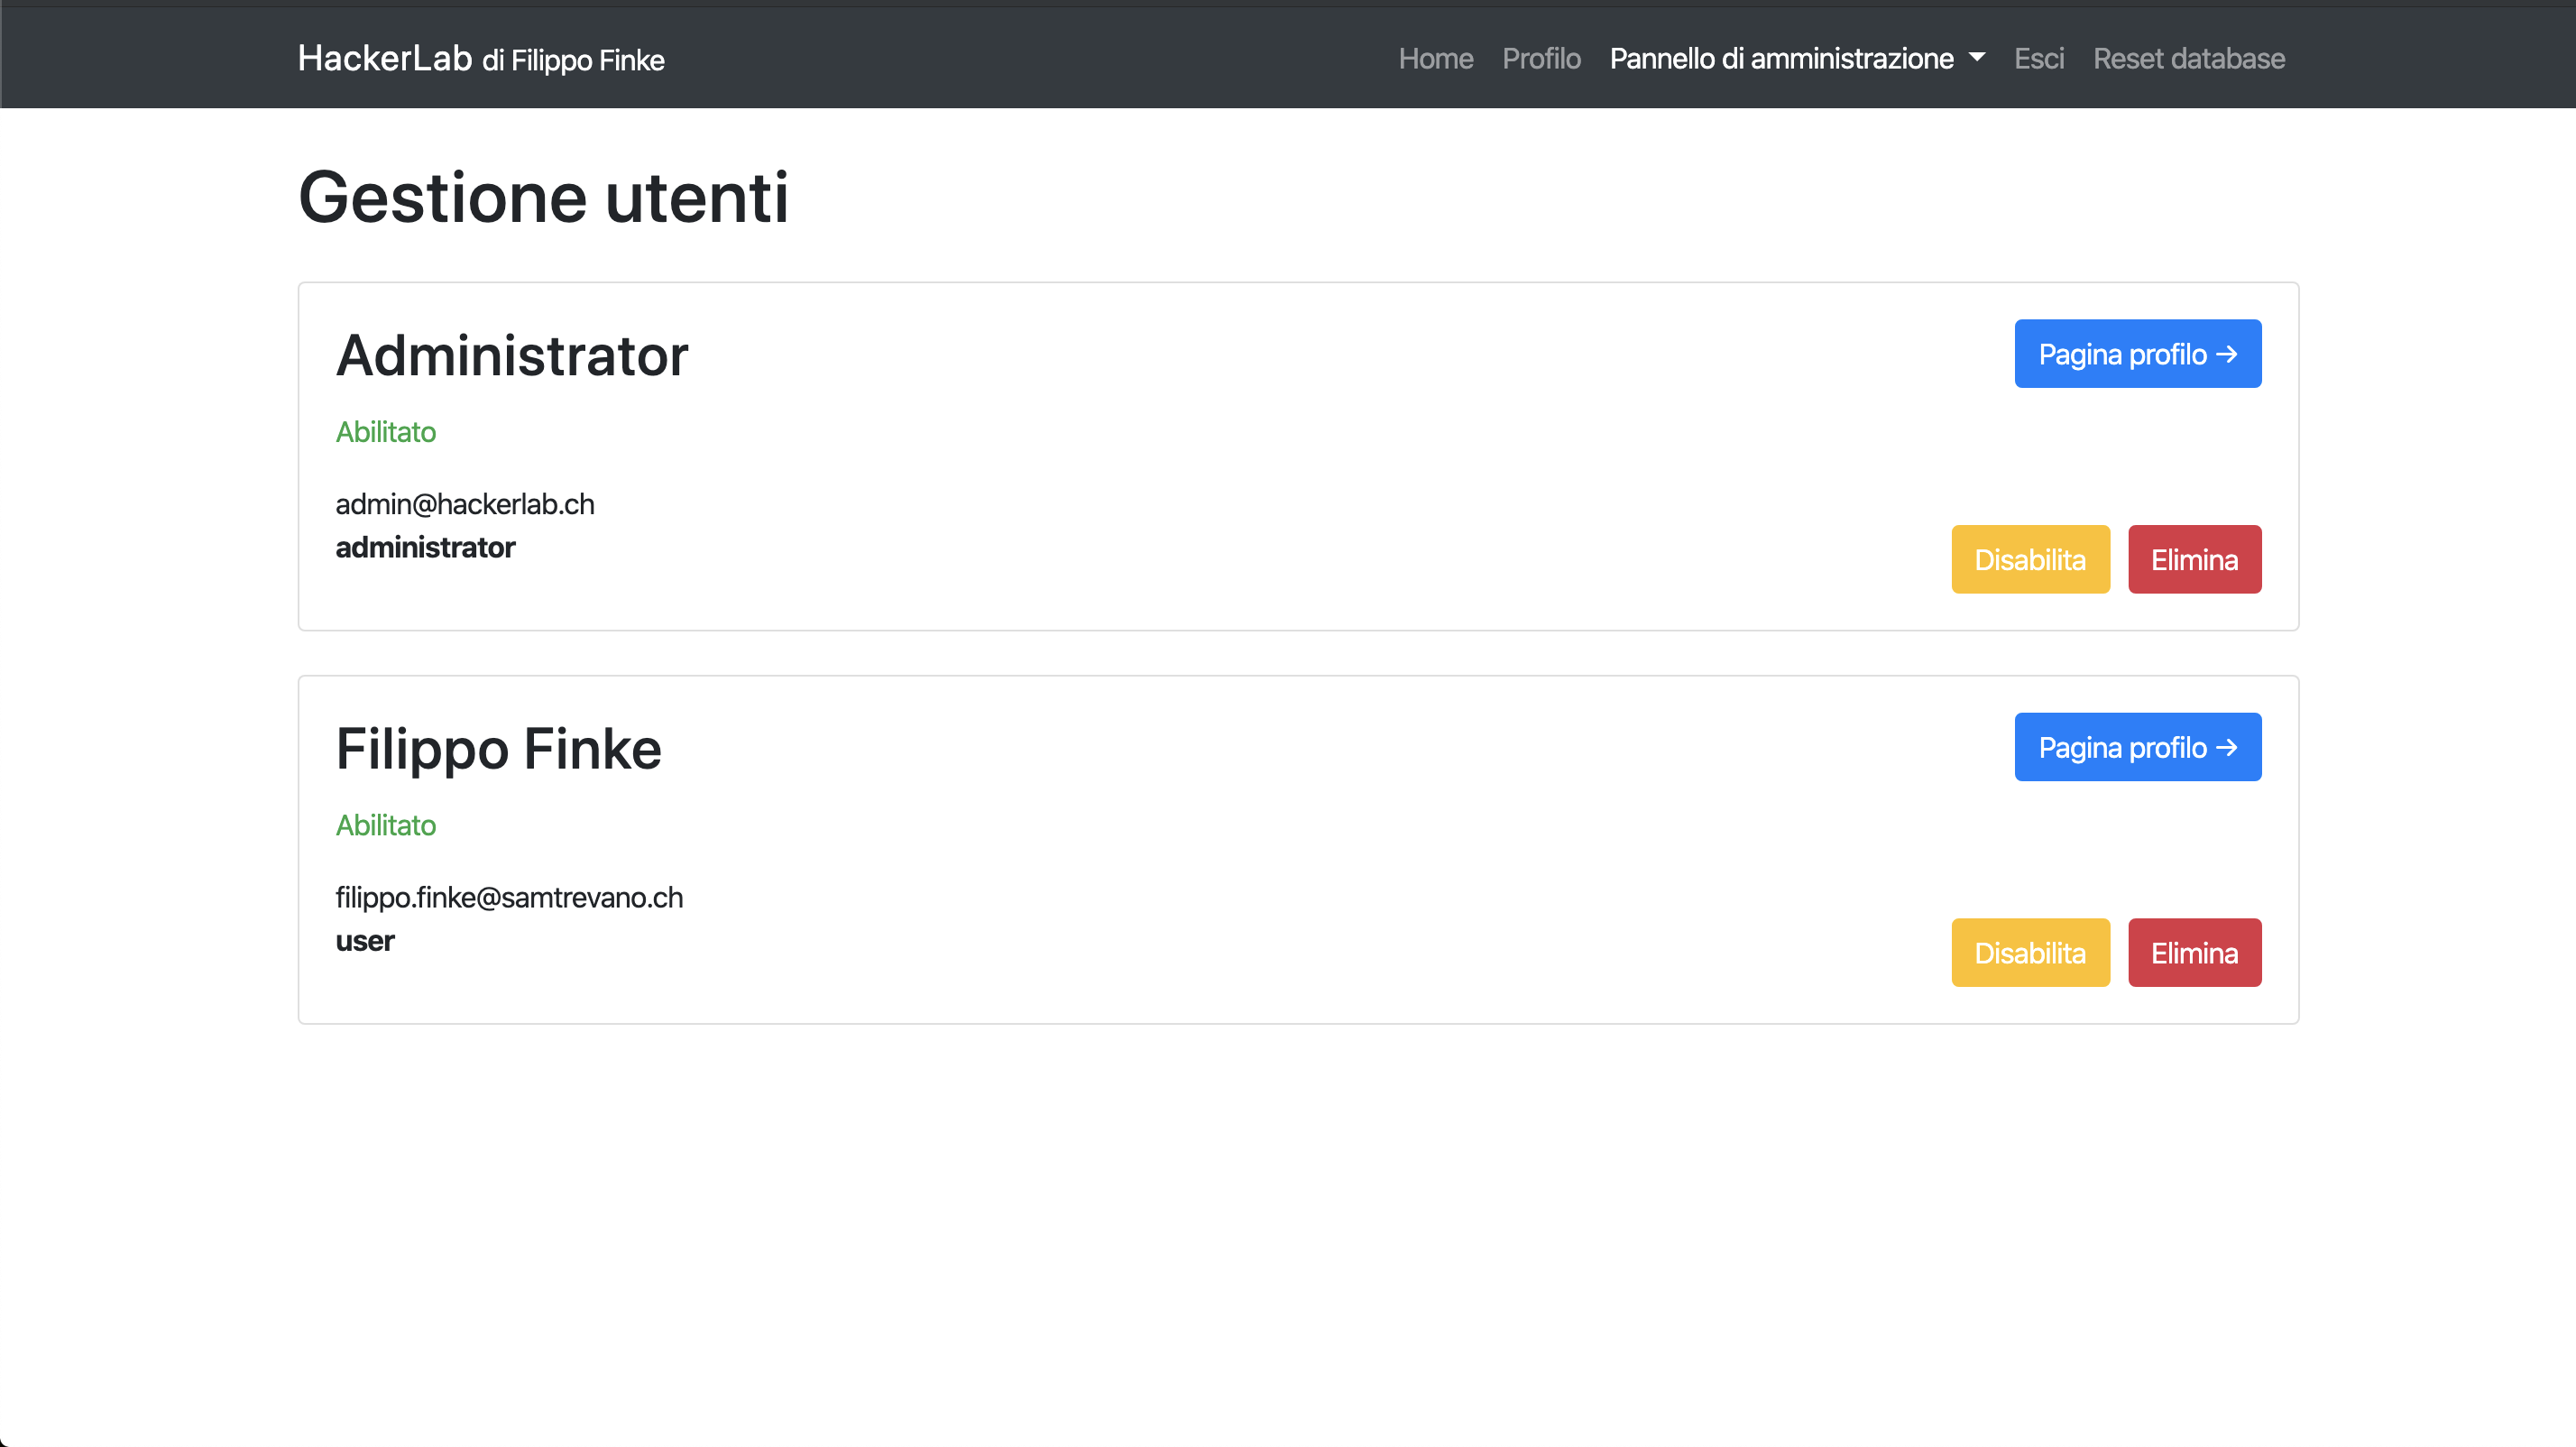 HackerLab di Filippo Finke
Home Profilo Pannello di amministrazione Esci Reset database
Gestione utenti
Administrator
Pagina profilo →
Abilitato
admin@hackerlab.ch
administrator
Disabilita Elimina
Filippo Finke
Pagina profilo →
Abilitato
filippo.finke@samtrevano.ch
user
Disabilita Elimina